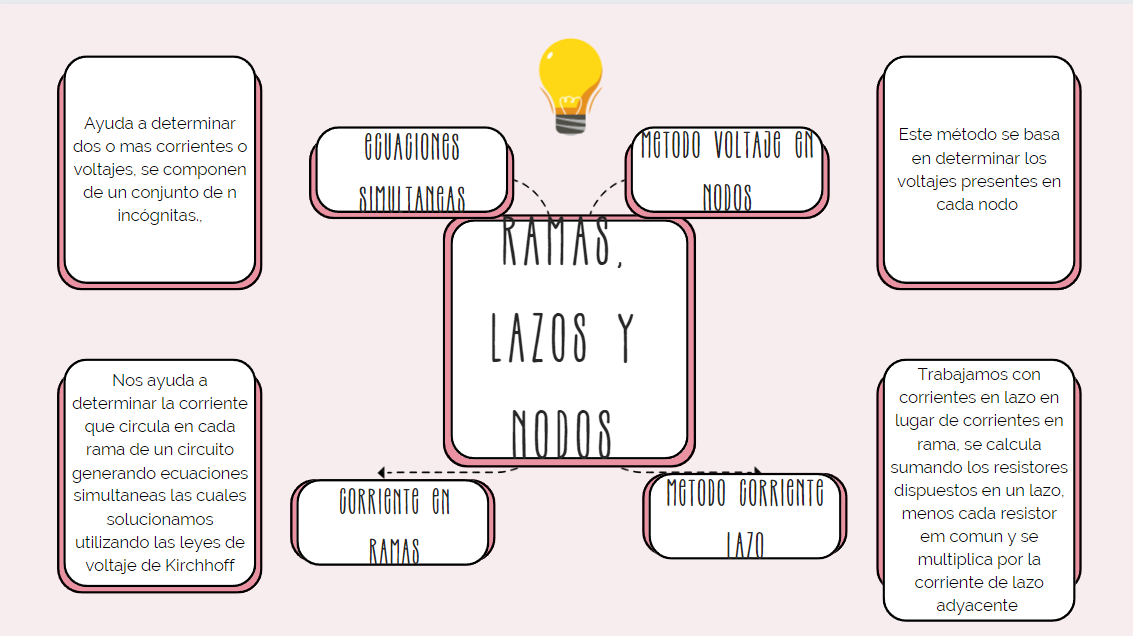 Ayuda a determinar
dos o mas corrientes o
voltajes, se componen
de un conjunto de n
incógnitas.,
ECUACIONES
SIMULTANEAS
METODO VOLTAJE EN
NODOS
Este método se basa
en determinar los
voltajes presentes en
cada nodo
RAMAS,
LAZOS Y
NODOS
Nos ayuda a
determinar la corriente
que circula en cada
rama de un circuito
generando ecuaciones
simultaneas las cuales
solucionamos
utilizando las leyes de
voltaje de Kirchhoff
CORRIENTE EN
RAMAS
METODO CORRIENTE
LAZO
Trabajamos con
corrientes en lazo en
lugar de corrientes en
rama, se calcula
sumando los resistores
dispuestos en un lazo,
menos cada resistor
em comun y se
multiplica por la
corriente de lazo
adyacente